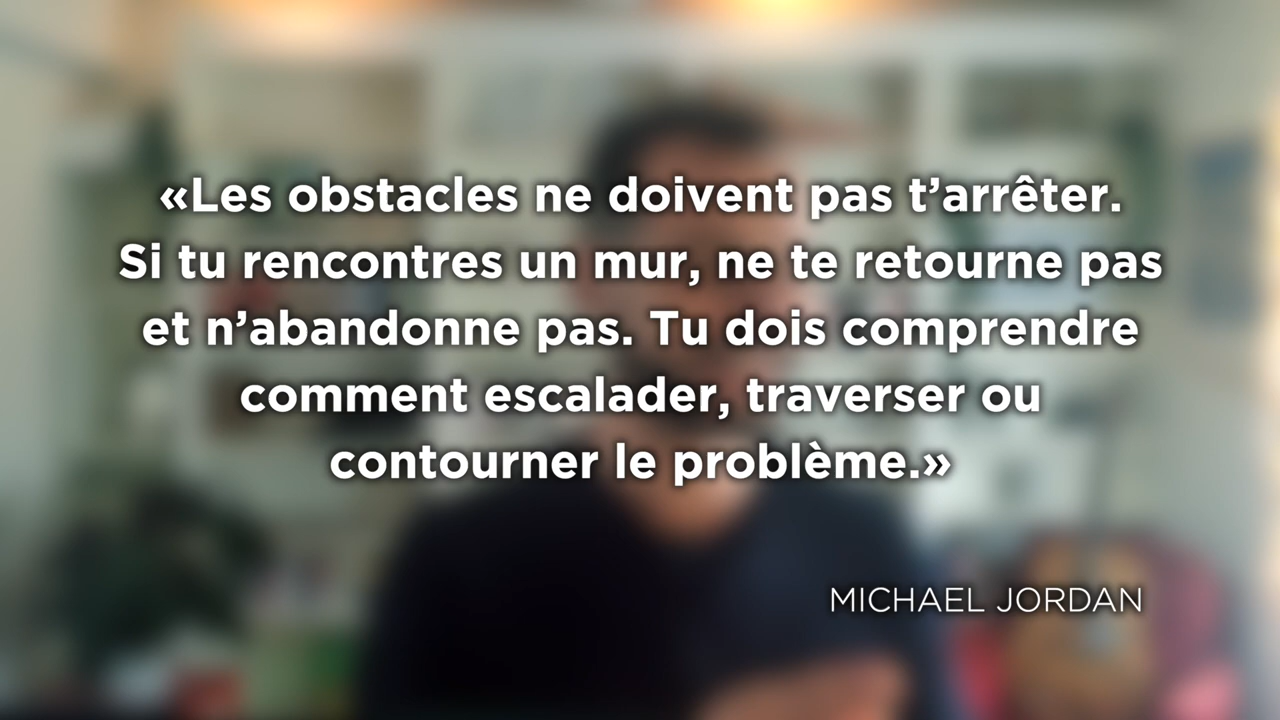 «Les obstacles ne doivent pas t’arrêter.
Si tu rencontres un mur, ne te retourne pas
et n’abandonne pas. Tu dois comprendre
comment escalader, traverser ou
contourner le problème.»
MICHAEL JORDAN